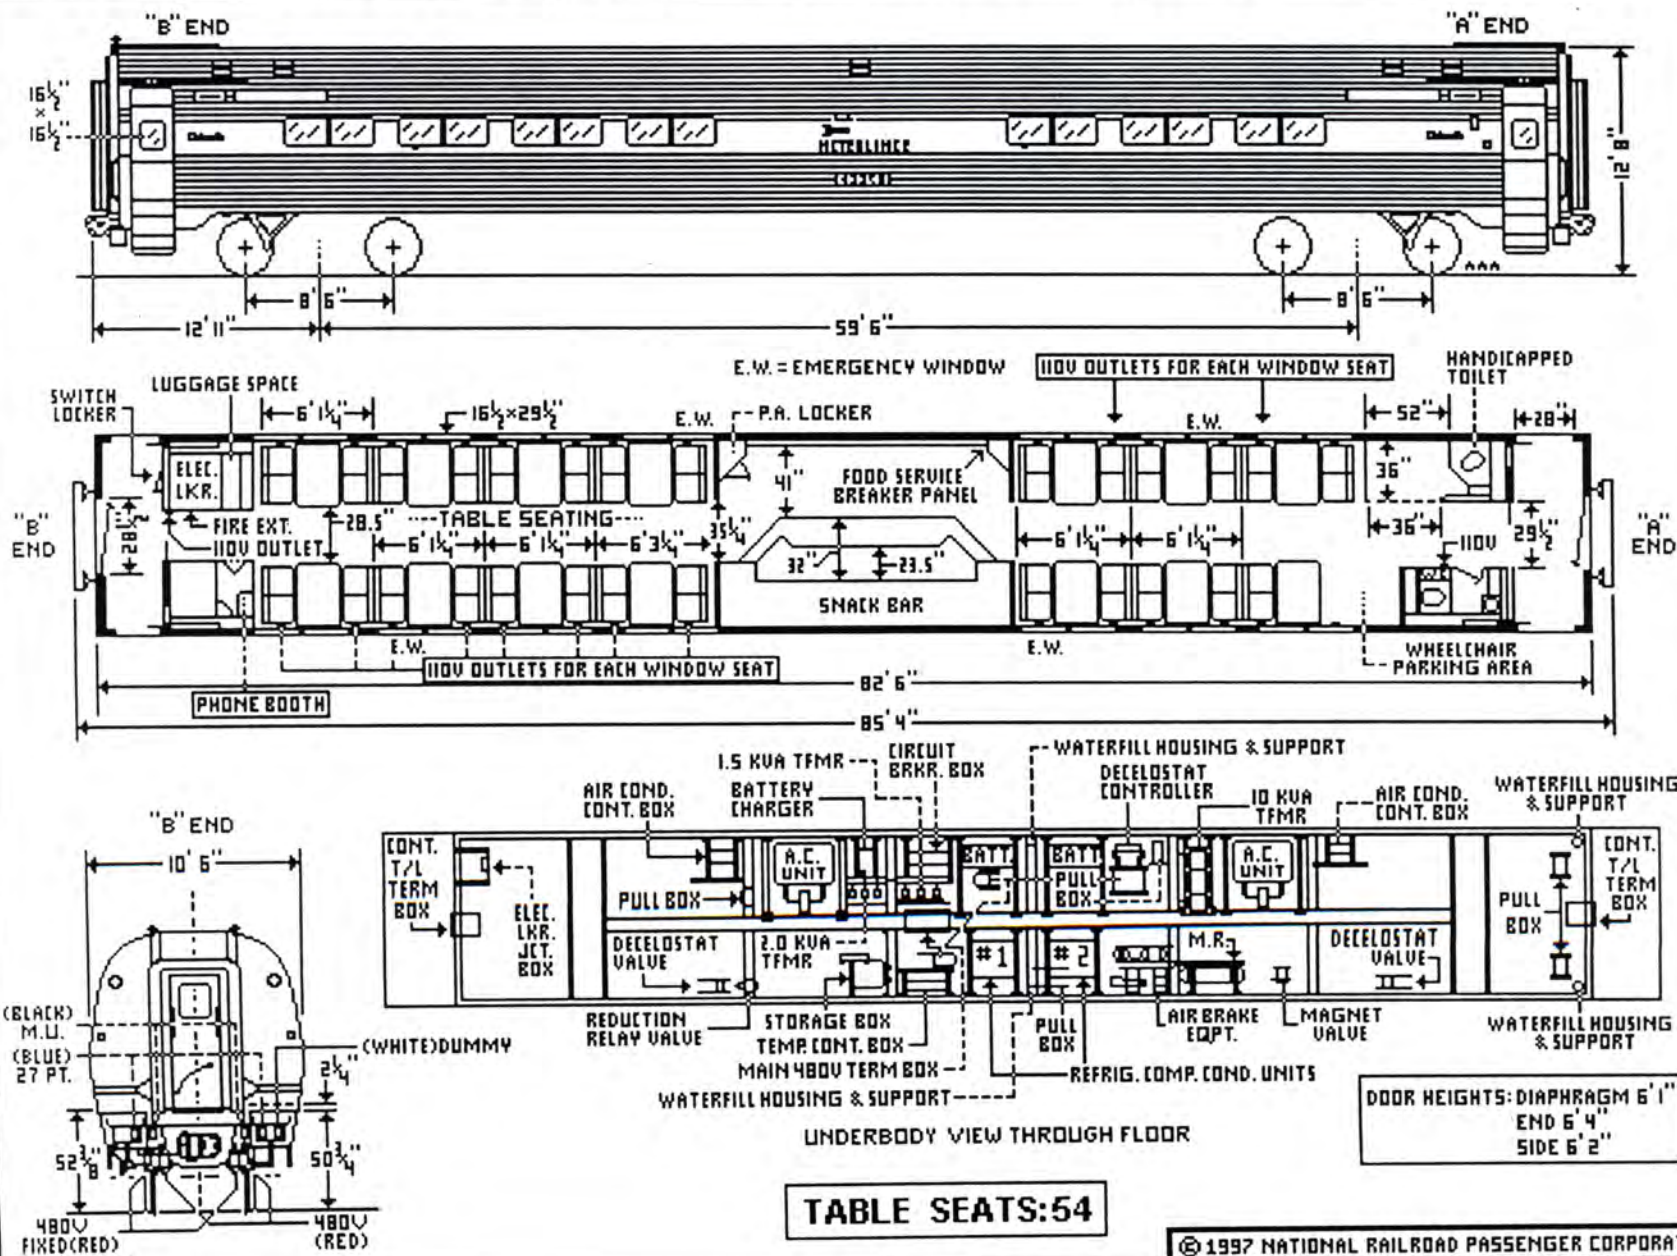 "B" END
"A" END
16½"
×
16½"
METROLINER
12' 8"
8' 6"
8' 6"
12' 11"
59' 6"
E.W. = EMERGENCY WINDOW
110V OUTLETS FOR EACH WINDOW SEAT
HANDICAPPED
TOILET
SWITCH
LOCKER
LUGGAGE SPACE
6' 1¼"
16½×29½"
E.W.
P.A. LOCKER
E.W.
52"
28"
ELEC.
LKR.
41"
FOOD SERVICE
BREAKER PANEL
36"
"B"
END
28½"
FIRE EXT.
110V OUTLET
28.5"
TABLE SEATING
6' 1¼"
6' 1¼"
6' 3¼"
35¼"
32"
23.5"
SNACK BAR
6' 1¼"
6' 1¼"
36"
110V
29½"
"A"
END
E.W.
110V OUTLETS FOR EACH WINDOW SEAT
E.W.
WHEELCHAIR
PARKING AREA
PHONE BOOTH
82' 6"
85' 4"
"B" END
10' 6"
(BLACK)
M.U.
(BLUE)
27 PT.
(WHITE) DUMMY
2¼"
52⅜"
50¾"
480V
FIXED (RED)
480V
(RED)
AIR COND.
CONT. BOX
1.5 KVA TFMR
BATTERY
CHARGER
CIRCUIT
BRKR. BOX
WATERFILL HOUSING & SUPPORT
DECELOSTAT
CONTROLLER
10 KVA
TFMR
AIR COND.
CONT. BOX
WATERFILL HOUSING
& SUPPORT
CONT.
T/L
TERM
BOX
ELEC.
LKR.
JCT.
BOX
PULL BOX
A.C.
UNIT
BATT.
BATT.
PULL
BOX
A.C.
UNIT
PULL
BOX
CONT.
T/L
TERM
BOX
DECELOSTAT
VALVE
2.0 KVA
TFMR
#1
#2
M.R.
DECELOSTAT
VALVE
REDUCTION
RELAY VALVE
STORAGE BOX
TEMP. CONT. BOX
MAIN 480V TERM BOX
WATERFILL HOUSING & SUPPORT
PULL
BOX
REFRIG. COMP. COND. UNITS
AIR BRAKE
EQPT.
MAGNET
VALVE
WATERFILL HOUSING
& SUPPORT
UNDERBODY VIEW THROUGH FLOOR
DOOR HEIGHTS: DIAPHRAGM 6' 1"
END 6' 4"
SIDE 6' 2"
TABLE SEATS:54
© 1997 NATIONAL RAILROAD PASSENGER CORPORA